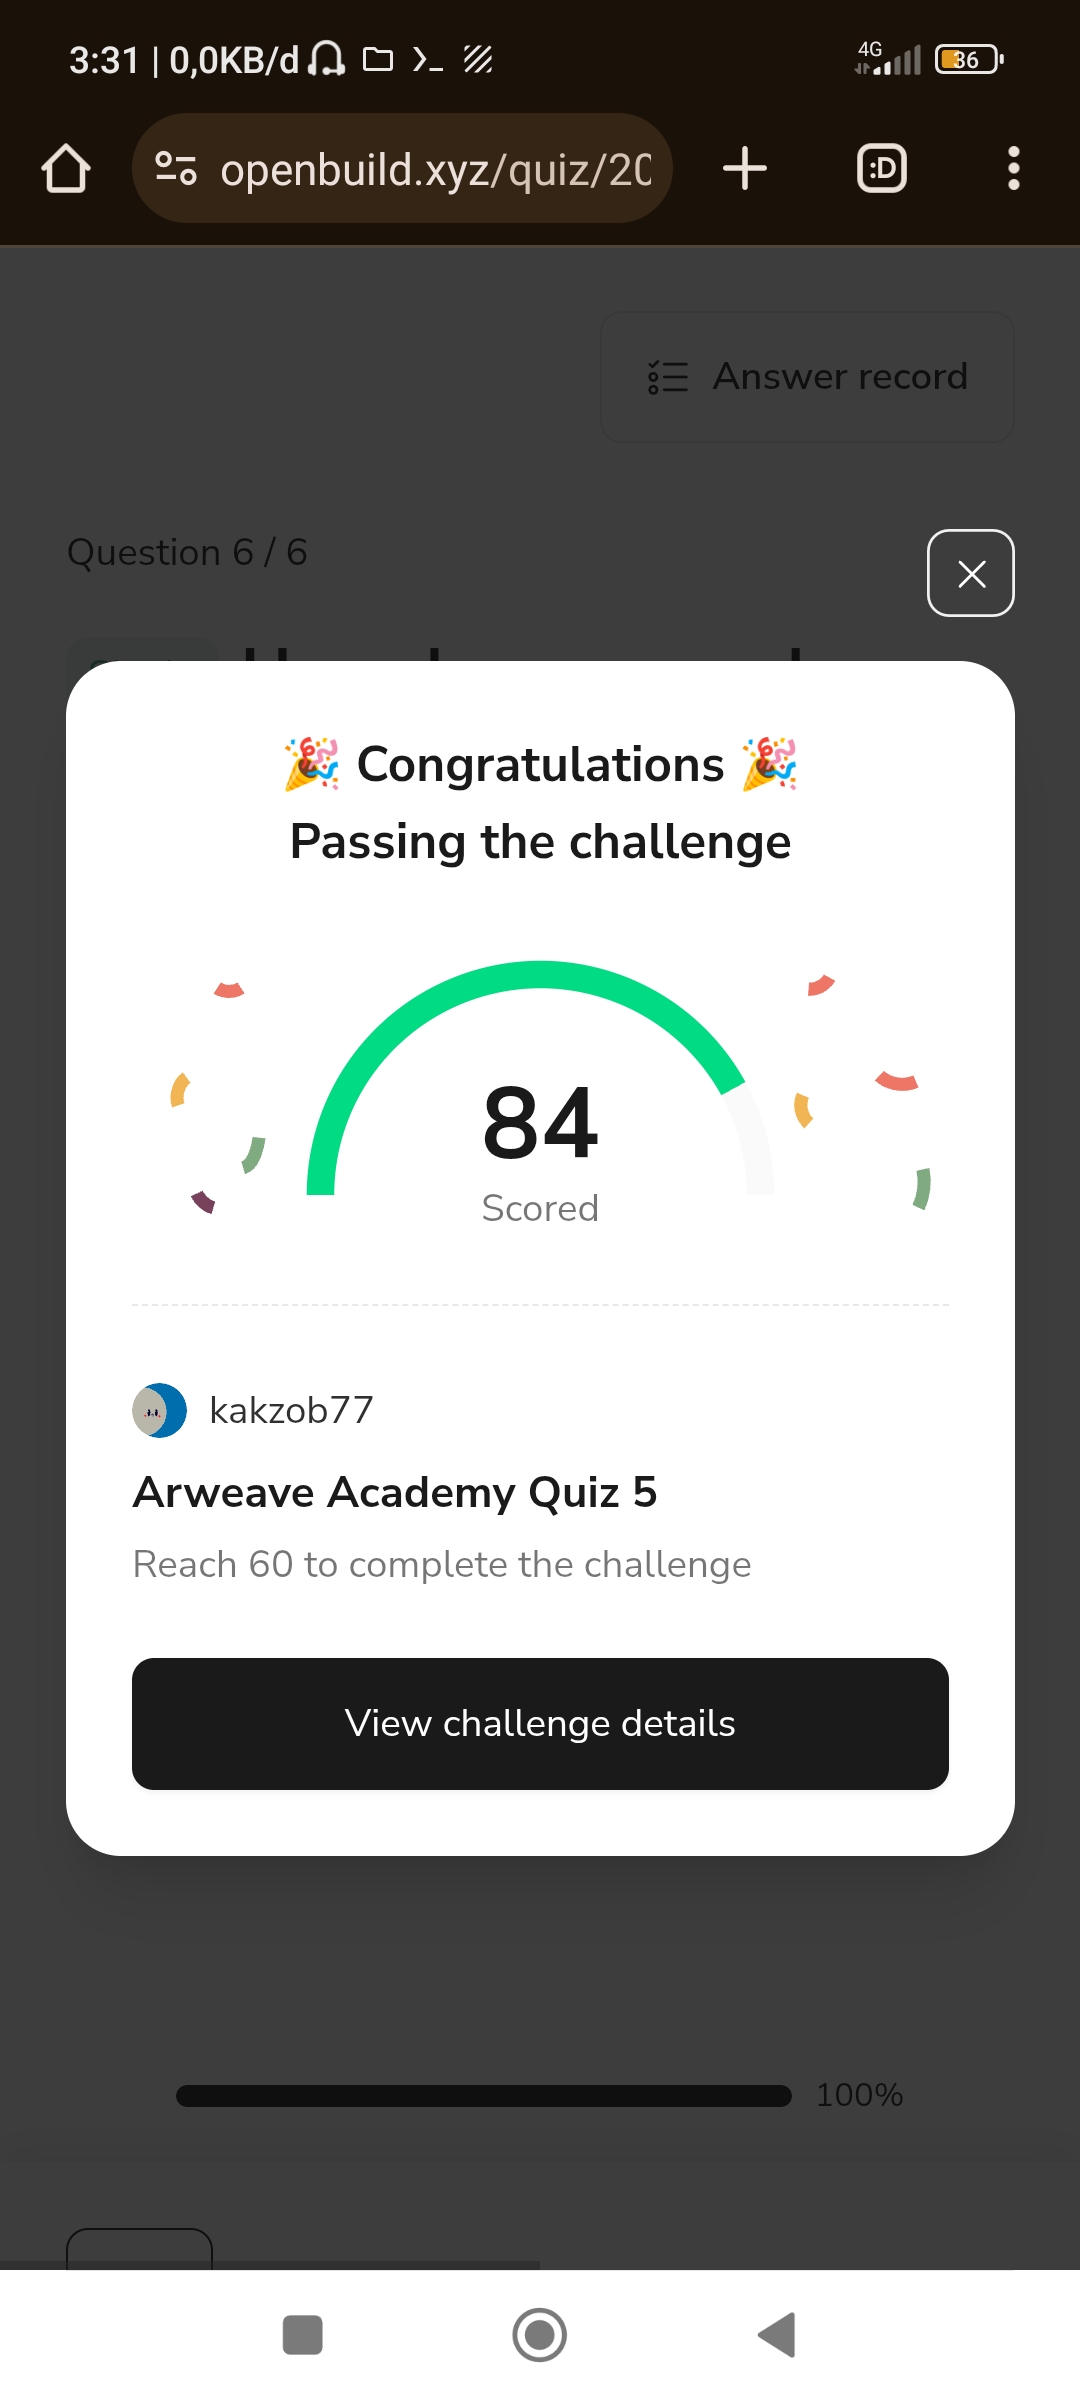 3:31 | 0,0KB/d
4G
36
openbuild.xyz/quiz/20
:D
Answer record
Question 6 / 6
🎉 Congratulations 🎉
Passing the challenge
84
Scored
kakzob77
Arweave Academy Quiz 5
Reach 60 to complete the challenge
View challenge details
100%